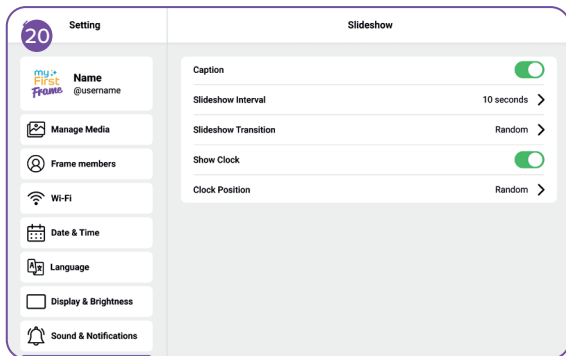 20
Setting
Slideshow
my
First
Frame
Name
@username
Manage Media
Frame members
Wi-Fi
Date & Time
Language
Display & Brightness
Sound & Notifications
Caption
Slideshow Interval 10 seconds
Slideshow Transition Random
Show Clock
Clock Position Random